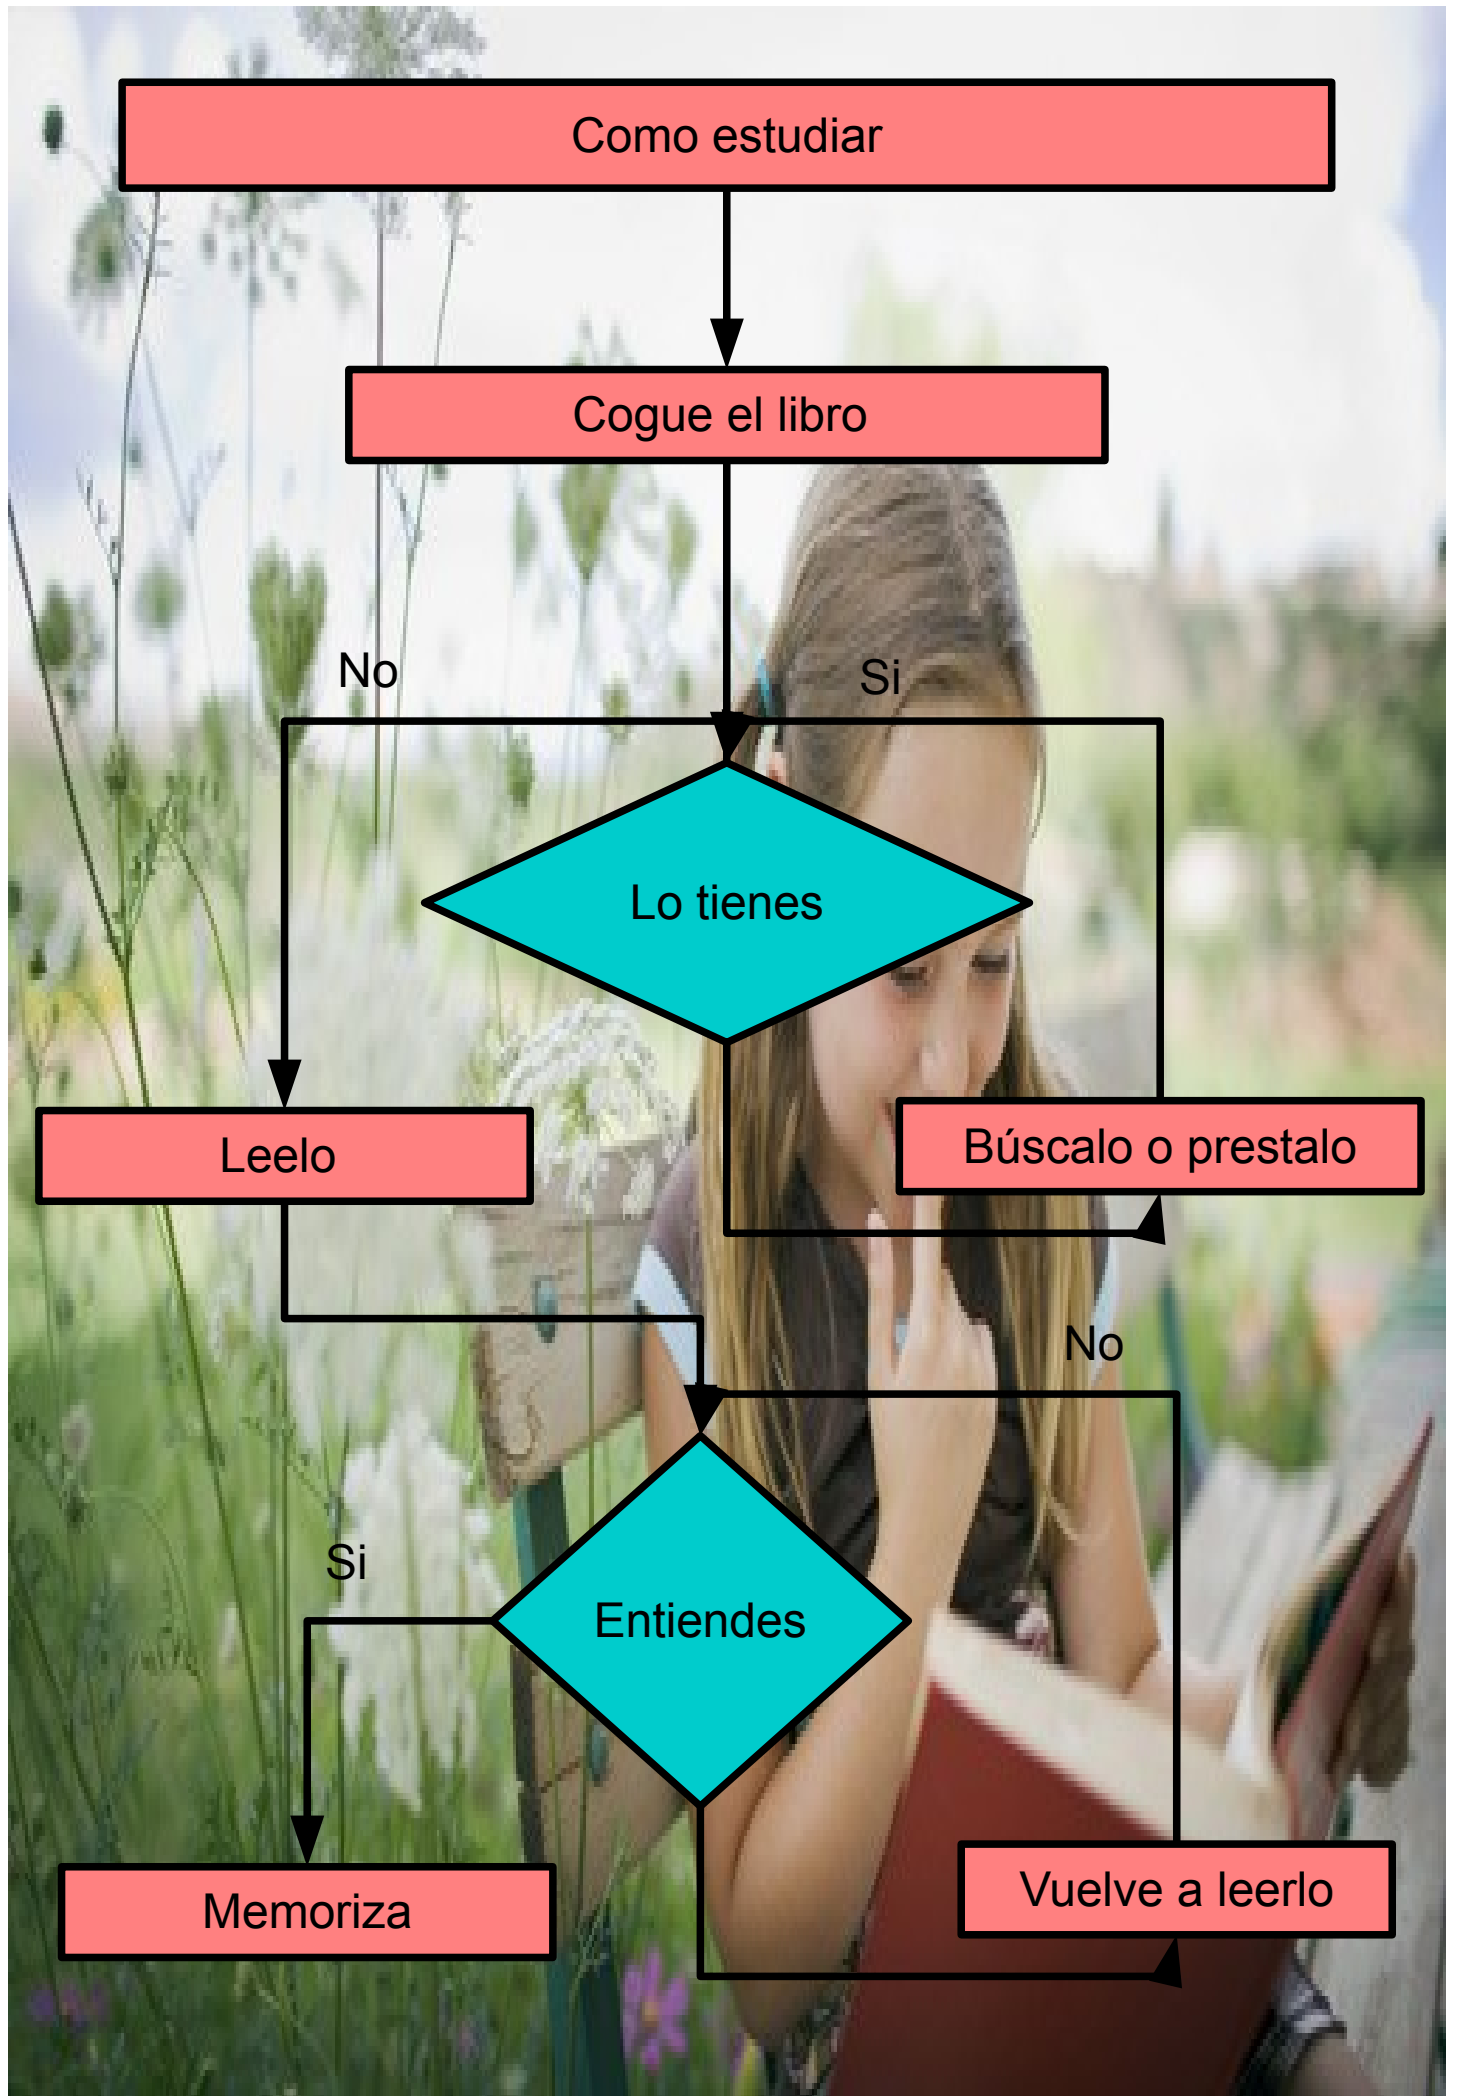 Como estudiar
Cogue el libro
No
Si
Lo tienes
Leelo
Búscalo o prestalo
No
Si
Entiendes
Memoriza
Vuelve a leerlo